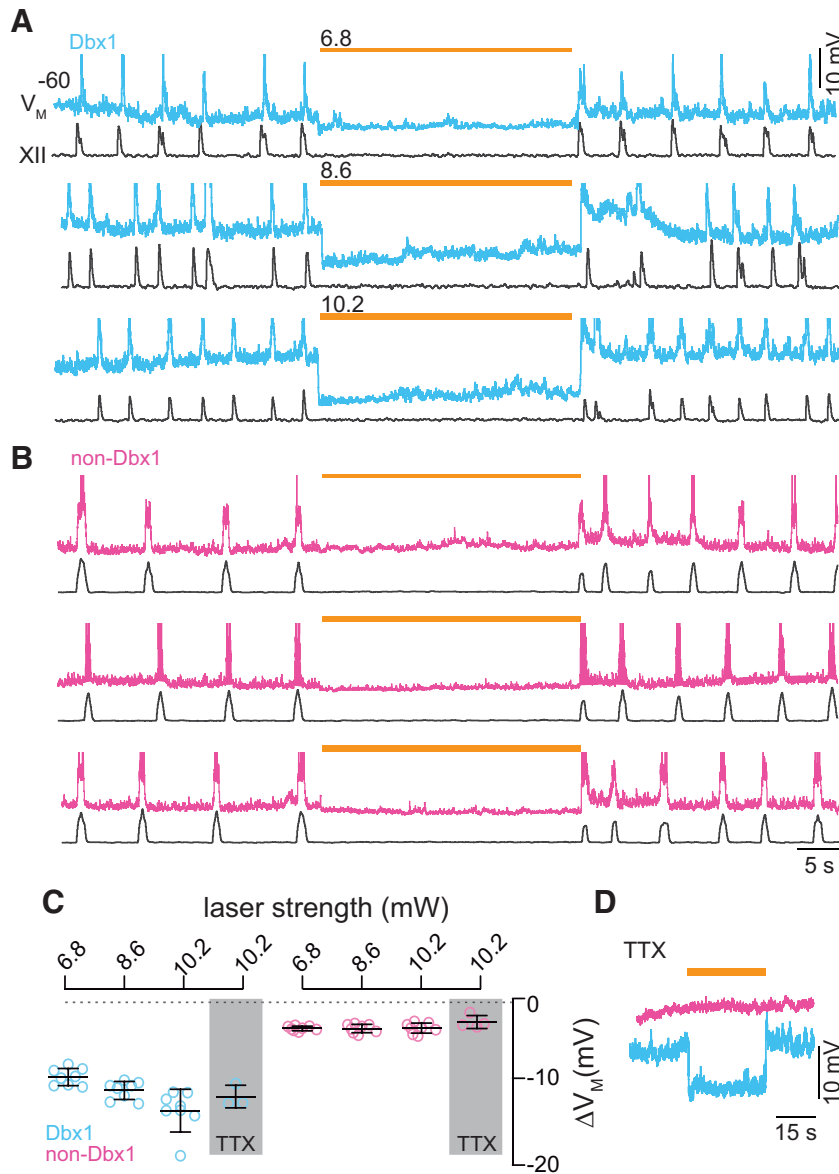 A
Dbx1
6.8
10 mV
-60
VM
XII
8.6
10.2
B
non-Dbx1
5 s
C
laser strength (mW)
6.8 8.6 10.2 10.2 6.8 8.6 10.2 10.2
0
-10
-20
ΔVM(mV)
Dbx1
non-Dbx1
TTX
TTX
D
TTX
10 mV
15 s